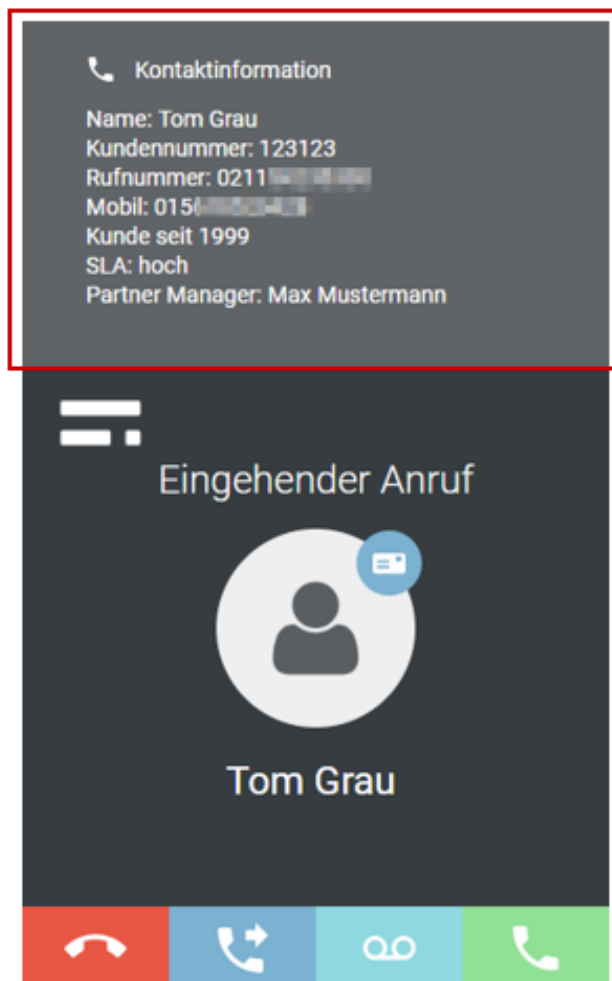 Kontaktinformation
Name: Tom Grau
Kundennummer: 123123
Rufnummer: 0211
Mobil: 015
Kunde seit 1999
SLA: hoch
Partner Manager: Max Mustermann
Eingehender Anruf
Tom Grau